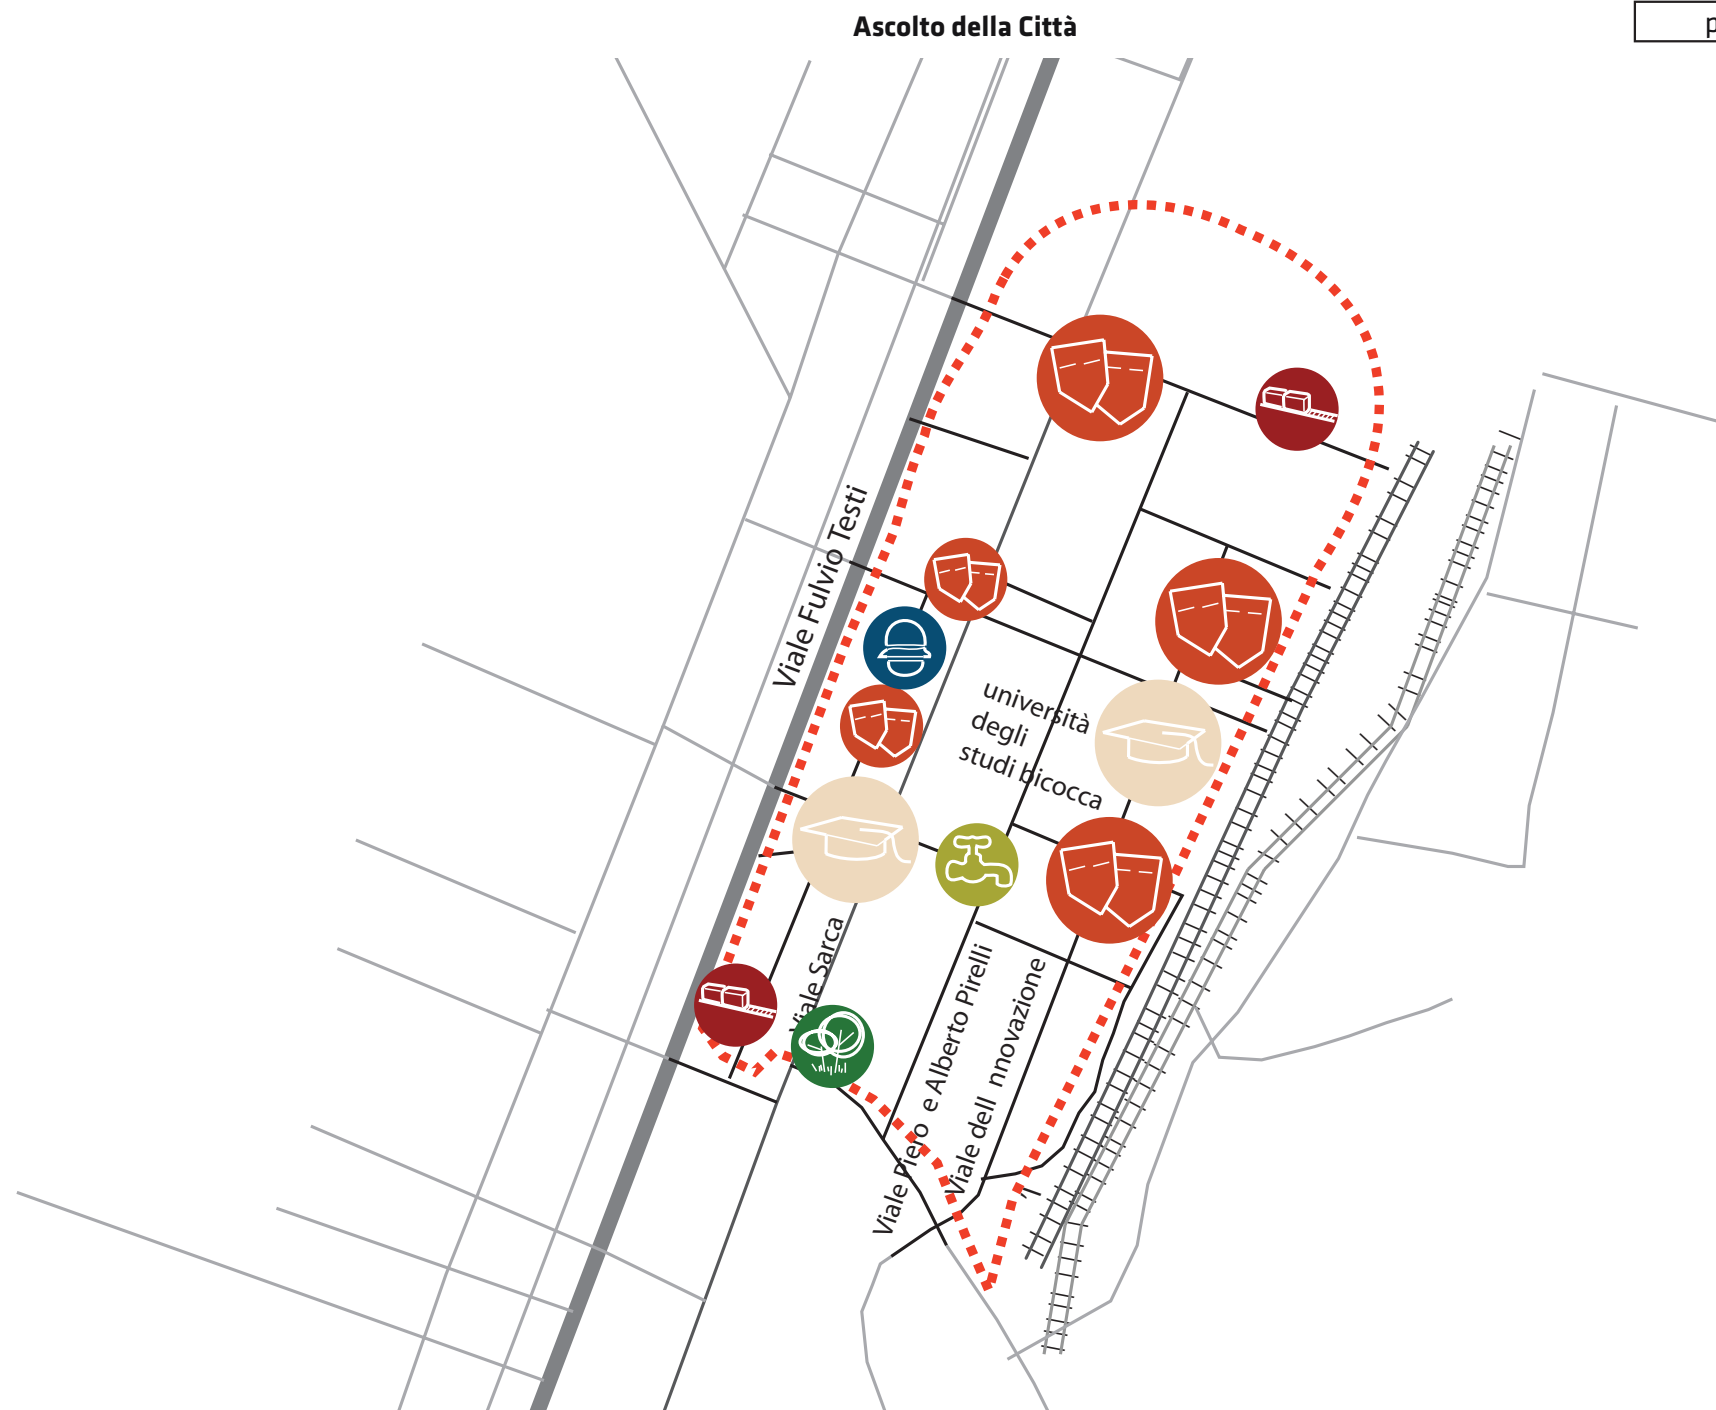 Ascolto della Città
p
Viale Fulvio Testi
università
degli
studi bicocca
Viale Sarca
Viale Piero e Alberto Pirelli
Viale dell nnovazione